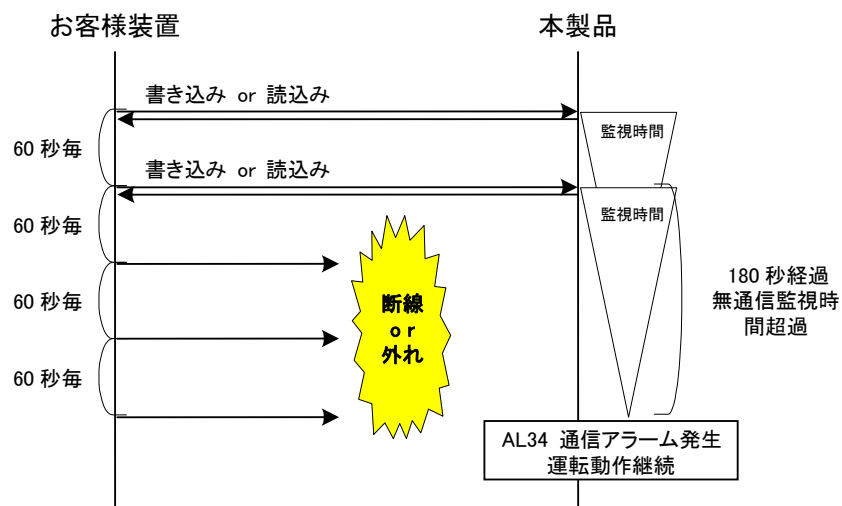 お客様装置
本製品
書き込み or 読込み
監視時間
60 秒毎
書き込み or 読込み
監視時間
60 秒毎
180 秒経過
無通信監視時
間超過
断線
or
外れ
60 秒毎
60 秒毎
AL34 通信アラーム発生
運転動作継続